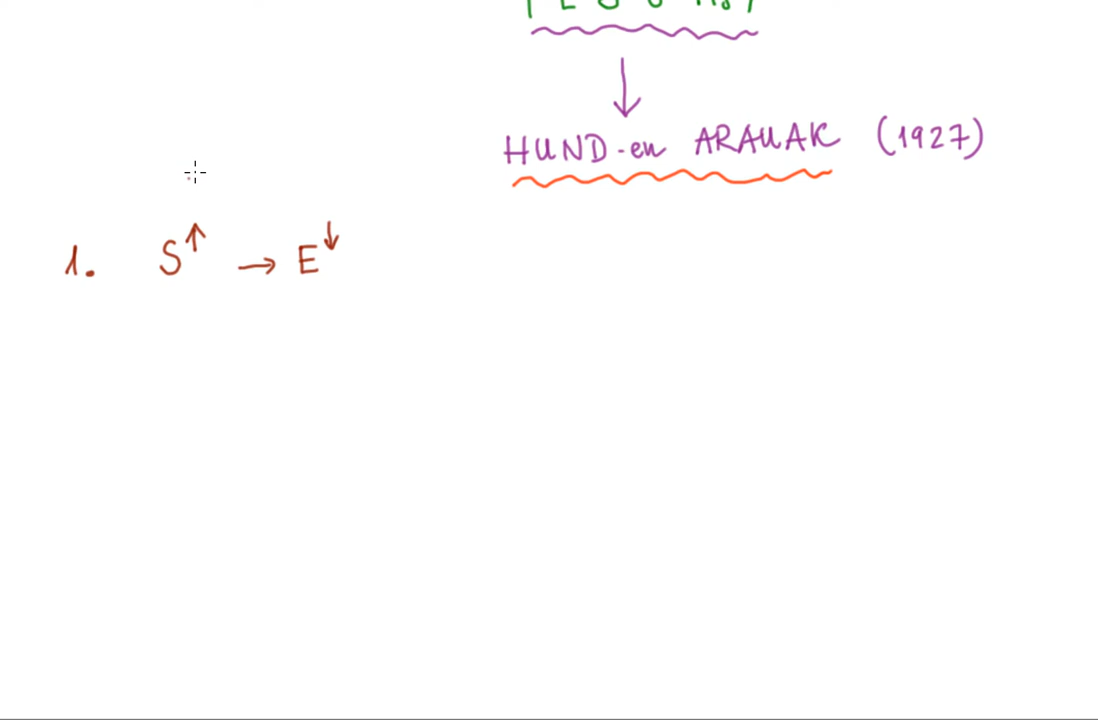 HUND-en ARAUAK (1927)
1. S↑ → E↓